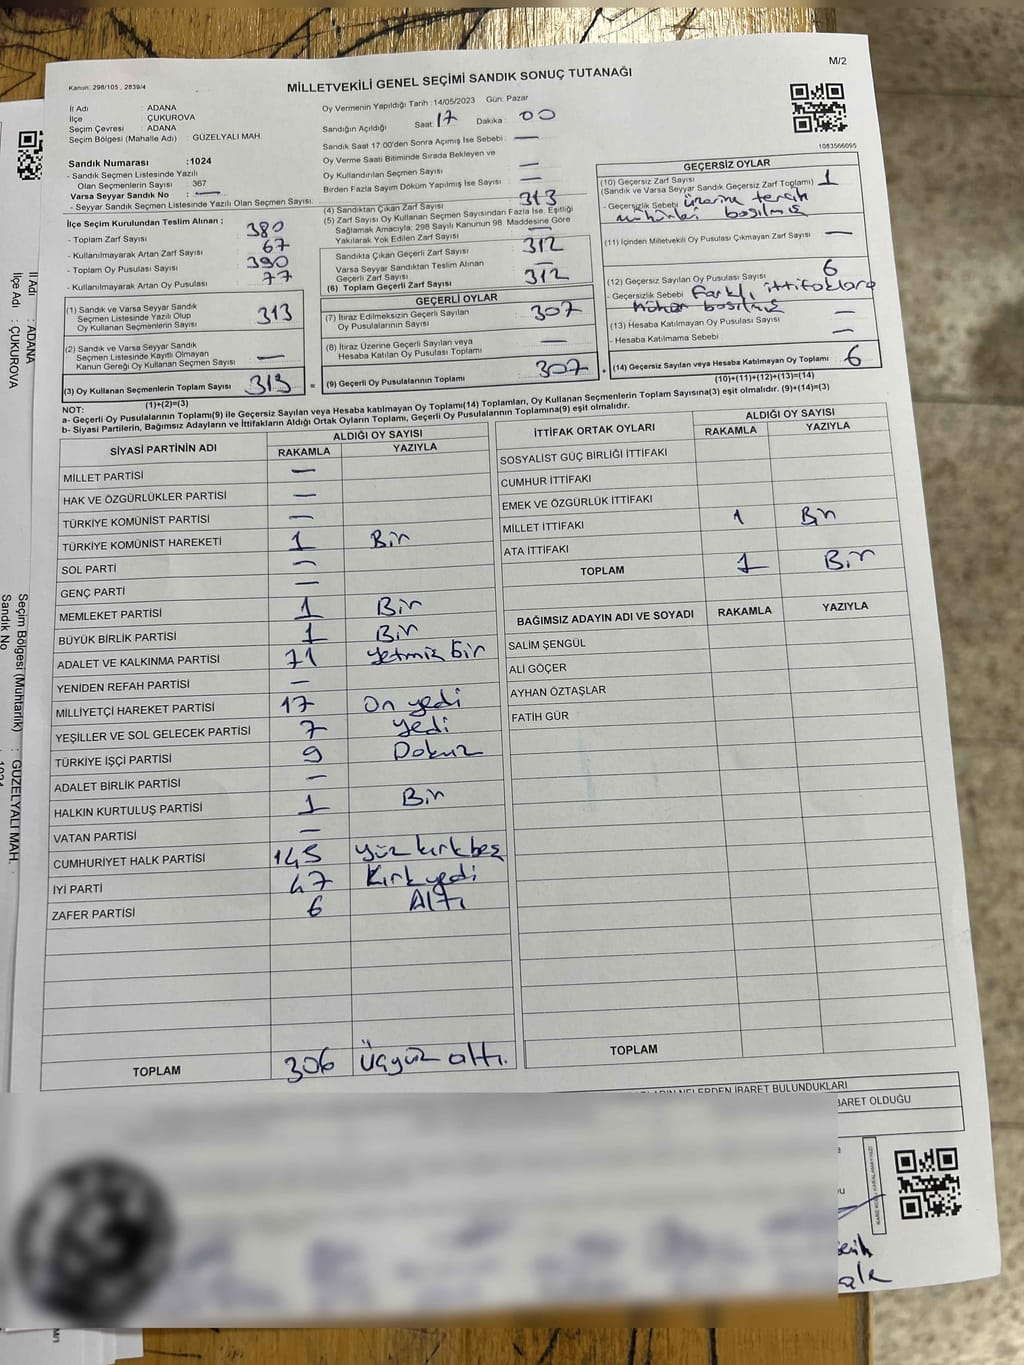 M/2
Kanun: 298/105 , 2839/4
MİLLETVEKİLİ GENEL SEÇİMİ SANDIK SONUÇ TUTANAĞI
İl Adı : ADANA
İlçe : ÇUKUROVA
Seçim Çevresi : ADANA
Seçim Bölgesi (Mahalle Adı) : GÜZELYALI MAH.
Sandık Numarası : 1024
- Sandık Seçmen Listesinde Yazılı
Olan Seçmenlerin Sayısı : 367
Varsa Seyyar Sandık No : —
- Seyyar Sandık Seçmen Listesinde Yazılı Olan Seçmen Sayısı:
Oy Vermenin Yapıldığı Tarih : 14/05/2023 Gün: Pazar
Sandığın Açıldığı Saat : 17 Dakika : 00
Sandık Saat 17.00'den Sonra Açılmış İse Sebebi : —
Oy Verme Saati Bitiminde Sırada Bekleyen ve
Oy Kullandırılan Seçmen Sayısı : —
Birden Fazla Sayım Döküm Yapılmış İse Sayısı : —
1083566095
İlçe Seçim Kurulundan Teslim Alınan :
- Toplam Zarf Sayısı 380
- Kullanılmayarak Artan Zarf Sayısı 67
- Toplam Oy Pusulası Sayısı 390
- Kullanılmayarak Artan Oy Pusulası 77
(1) Sandık ve Varsa Seyyar Sandık
Seçmen Listesinde Yazılı Olup
Oy Kullanan Seçmenlerin Sayısı 313
(2) Sandık ve Varsa Seyyar Sandık
Seçmen Listesinde Kayıtlı Olmayan
Kanun Gereği Oy Kullanan Seçmen Sayısı —
(3) Oy Kullanan Seçmenlerin Toplam Sayısı 313
(1)+(2)=(3)
(4) Sandıktan Çıkan Zarf Sayısı 313
(5) Zarf Sayısı Oy Kullanan Seçmen Sayısından Fazla İse, Eşitliği
Sağlamak Amacıyla; 298 Sayılı Kanunun 98. Maddesine Göre
Yakılarak Yok Edilen Zarf Sayısı —
Sandıkta Çıkan Geçerli Zarf Sayısı 312
Varsa Seyyar Sandıktan Teslim Alınan
Geçerli Zarf Sayısı —
(6) Toplam Geçerli Zarf Sayısı 312
GEÇERLİ OYLAR
(7) İtiraz Edilmeksizin Geçerli Sayılan
Oy Pusulalarının Sayısı 307
(8) İtiraz Üzerine Geçerli Sayılan veya
Hesaba Katılan Oy Pusulası Toplamı —
= (9) Geçerli Oy Pusulalarının Toplamı 307
GEÇERSİZ OYLAR
(10) Geçersiz Zarf Sayısı 1
(Sandık ve Varsa Seyyar Sandık Geçersiz Zarf Toplamı)
- Geçersizlik Sebebi üzerine tercih
mühürleri basılmış
(11) İçinden Milletvekili Oy Pusulası Çıkmayan Zarf Sayısı —
(12) Geçersiz Sayılan Oy Pusulası Sayısı 6
- Geçersizlik Sebebi Farklı ittifaklara
mühür basılmış
(13) Hesaba Katılmayan Oy Pusulası Sayısı —
- Hesaba Katılmama Sebebi : —
+ (14) Geçersiz Sayılan veya Hesaba Katılmayan Oy Toplamı 6
(10)+(11)+(12)+(13)=(14)
NOT:
a- Geçerli Oy Pusulalarının Toplamı(9) ile Geçersiz Sayılan veya Hesaba katılmayan Oy Toplamı(14) Toplamları, Oy Kullanan Seçmenlerin Toplam Sayısına(3) eşit olmalıdır. (9)+(14)=(3)
b- Siyasi Partilerin, Bağımsız Adayların ve İttifakların Aldığı Ortak Oyların Toplamı, Geçerli Oy Pusulalarının Toplamına(9) eşit olmalıdır.
SİYASİ PARTİNİN ADI
ALDIĞI OY SAYISI
RAKAMLA YAZIYLA
MİLLET PARTİSİ —
HAK VE ÖZGÜRLÜKLER PARTİSİ —
TÜRKİYE KOMÜNİST PARTİSİ —
TÜRKİYE KOMÜNİST HAREKETİ 1 Bir
SOL PARTİ —
GENÇ PARTİ —
MEMLEKET PARTİSİ 1 Bir
BÜYÜK BİRLİK PARTİSİ 1 Bir
ADALET VE KALKINMA PARTİSİ 71 Yetmiş bir
YENİDEN REFAH PARTİSİ —
MİLLİYETÇİ HAREKET PARTİSİ 17 On yedi
YEŞİLLER VE SOL GELECEK PARTİSİ 7 Yedi
TÜRKİYE İŞÇİ PARTİSİ 9 Dokuz
ADALET BİRLİK PARTİSİ —
HALKIN KURTULUŞ PARTİSİ 1 Bir
VATAN PARTİSİ —
CUMHURİYET HALK PARTİSİ 145 yüz kırk beş
İYİ PARTİ 47 Kırk yedi
ZAFER PARTİSİ 6 Altı
TOPLAM 306 Üçyüz altı.
İTTİFAK ORTAK OYLARI
ALDIĞI OY SAYISI
RAKAMLA YAZIYLA
SOSYALİST GÜÇ BİRLİĞİ İTTİFAKI
CUMHUR İTTİFAKI
EMEK VE ÖZGÜRLÜK İTTİFAKI
MİLLET İTTİFAKI 1 Bir
ATA İTTİFAKI
TOPLAM 1 Bir
BAĞIMSIZ ADAYIN ADI VE SOYADI RAKAMLA YAZIYLA
SALİM ŞENGÜL
ALİ GÖÇER
AYHAN ÖZTAŞLAR
FATİH GÜR
TOPLAM
NELERDEN İBARET BULUNDUKLARI
İBARET OLDUĞU
İl Adı : ADANA
İlçe Adı : ÇUKUROVA
Seçim Bölgesi (Muhtarlık) : GÜZELYALI MAH.
Sandık No : 1024